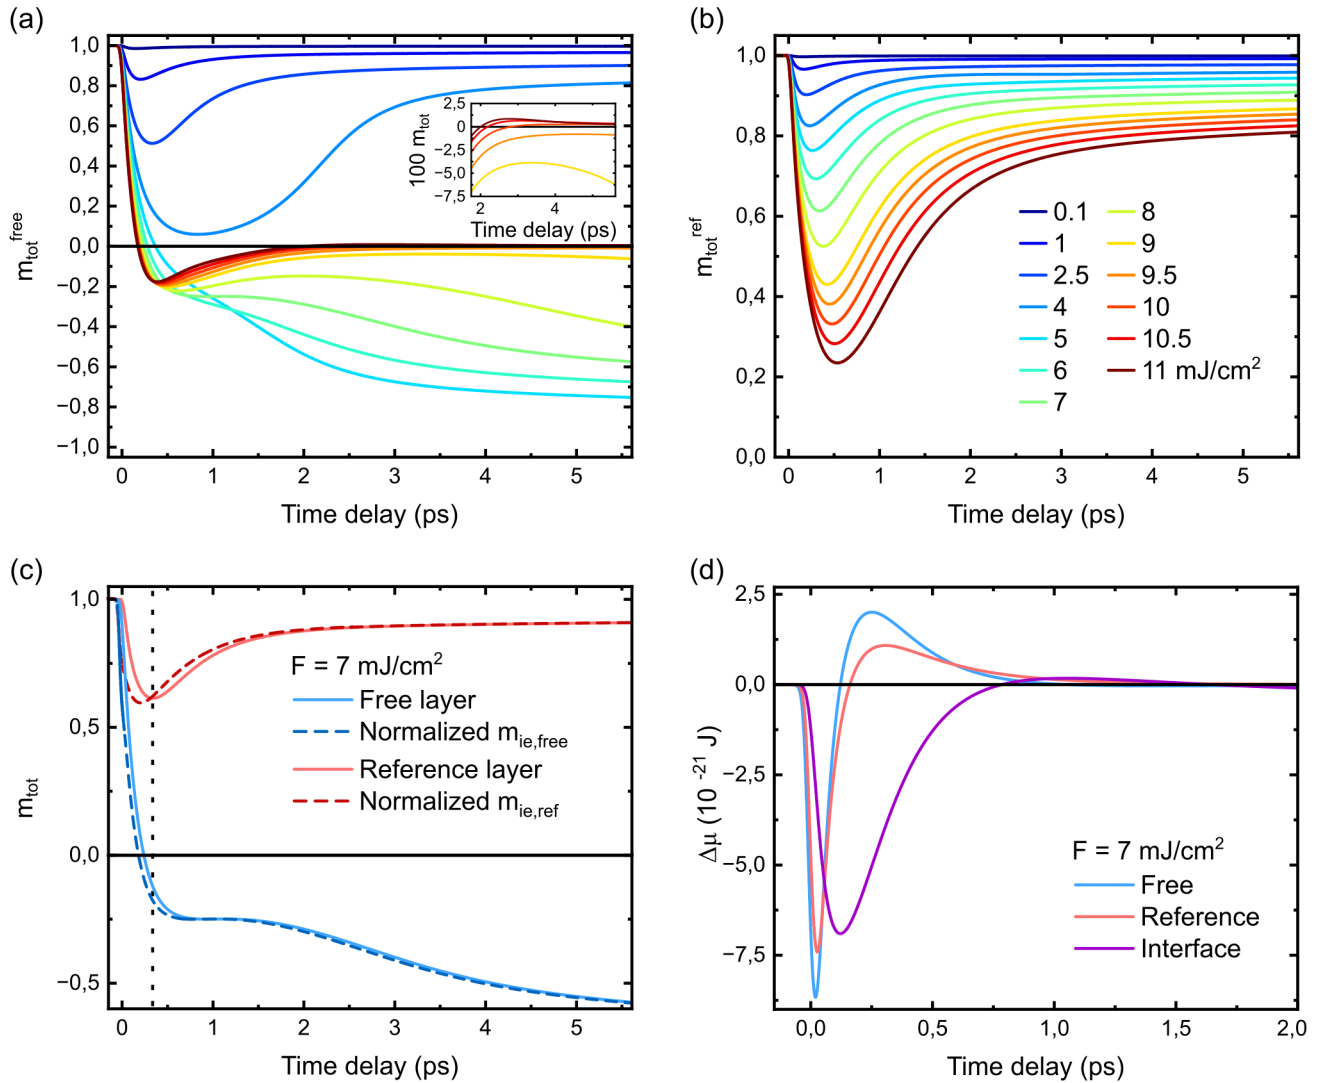 (a)
1,0
0,8
0,6
0,4
0,2
0,0
−0,2
−0,4
−0,6
−0,8
−1,0
m_tot^free
0 1 2 3 4 5
Time delay (ps)
2,5
0
−2,5
−5,0
−7,5
100 m_tot
2 4
Time delay (ps)
(b)
1,0
0,8
0,6
0,4
0,2
0,0
m_tot^ref
0 1 2 3 4 5
Time delay (ps)
0.1 8
1 9
2.5 9.5
4 10
5 10.5
6 11 mJ/cm²
7
(c)
1,0
0,5
0,0
−0,5
m_tot
0 1 2 3 4 5
Time delay (ps)
F = 7 mJ/cm²
Free layer
Normalized m_ie,free
Reference layer
Normalized m_ie,ref
(d)
2,5
0,0
−2,5
−5,0
−7,5
Δμ (10 ⁻²¹ J)
0,0 0,5 1,0 1,5 2,0
Time delay (ps)
F = 7 mJ/cm²
Free
Reference
Interface